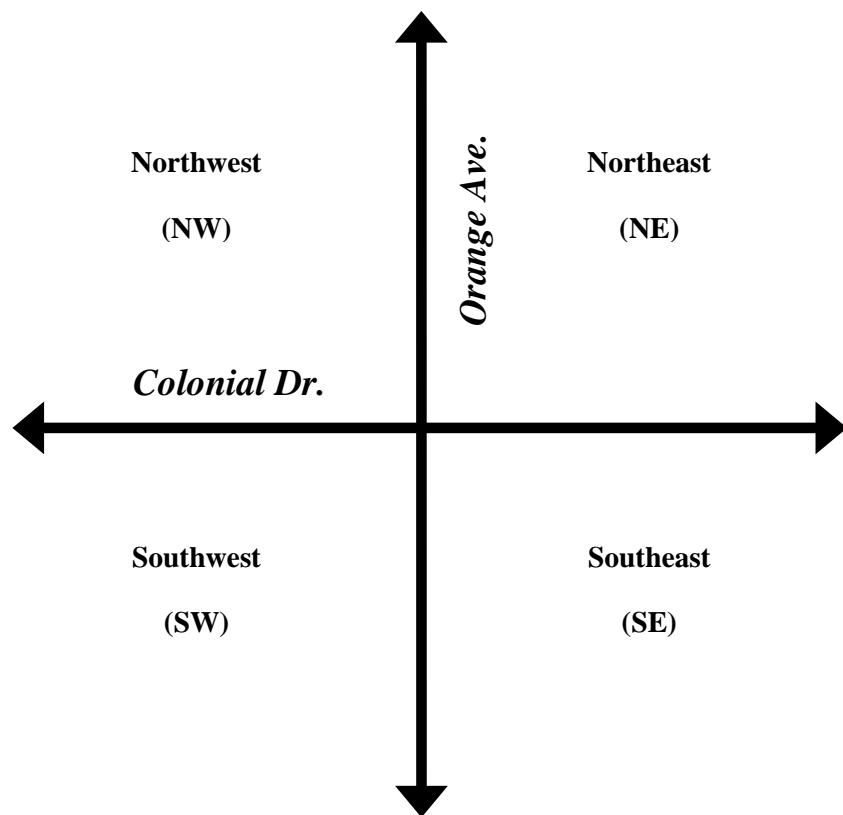 Northwest
(NW)
Orange Ave.
Northeast
(NE)
Colonial Dr.
Southwest
(SW)
Southeast
(SE)